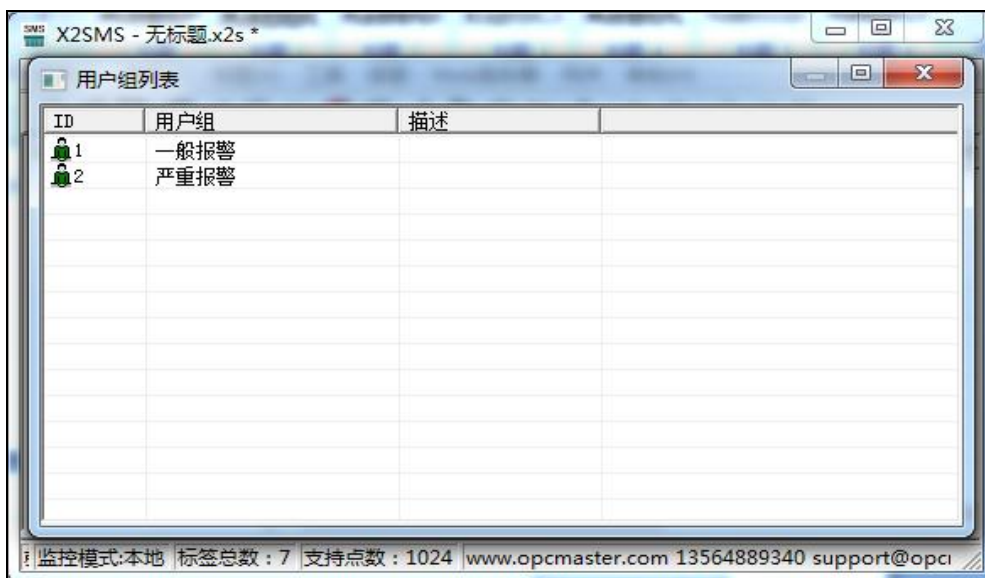 SMS X2SMS - 无标题.x2s *
用户组列表
ID 用户组 描述
1 一般报警
2 严重报警
监控模式:本地 标签总数：7 支持点数：1024 www.opcmaster.com 13564889340